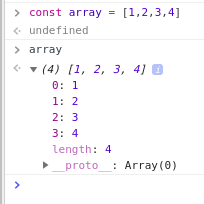 > const array = [1,2,3,4]
< undefined
> array
< ▼ (4) [1, 2, 3, 4] i
0: 1
1: 2
2: 3
3: 4
length: 4
▶ __proto__: Array(0)
>